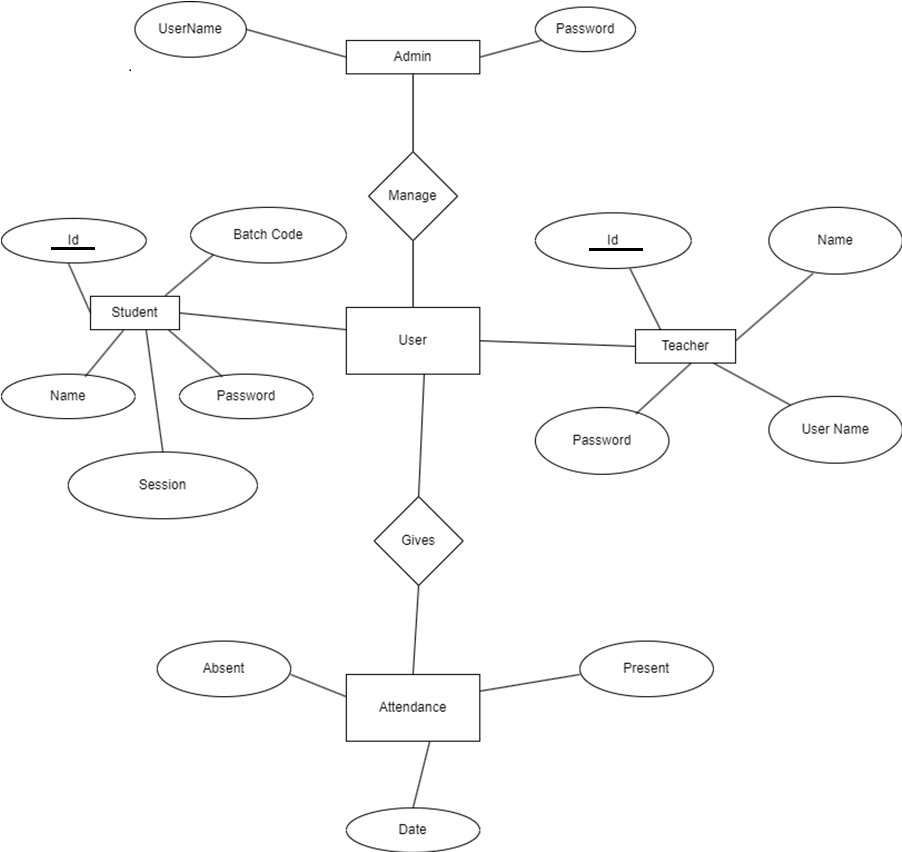 UserName
Password
Admin
Manage
Id
Batch Code
Id
Name
Student
User
Teacher
Name
Password
Password
User Name
Session
Gives
Absent
Present
Attendance
Date